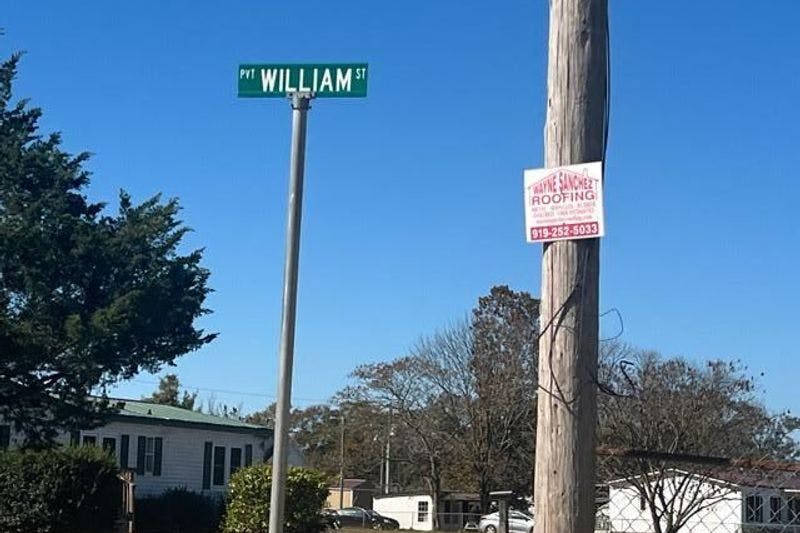 PVT WILLIAM ST
WAYNE SANCHEZ
ROOFING
919-252-5033